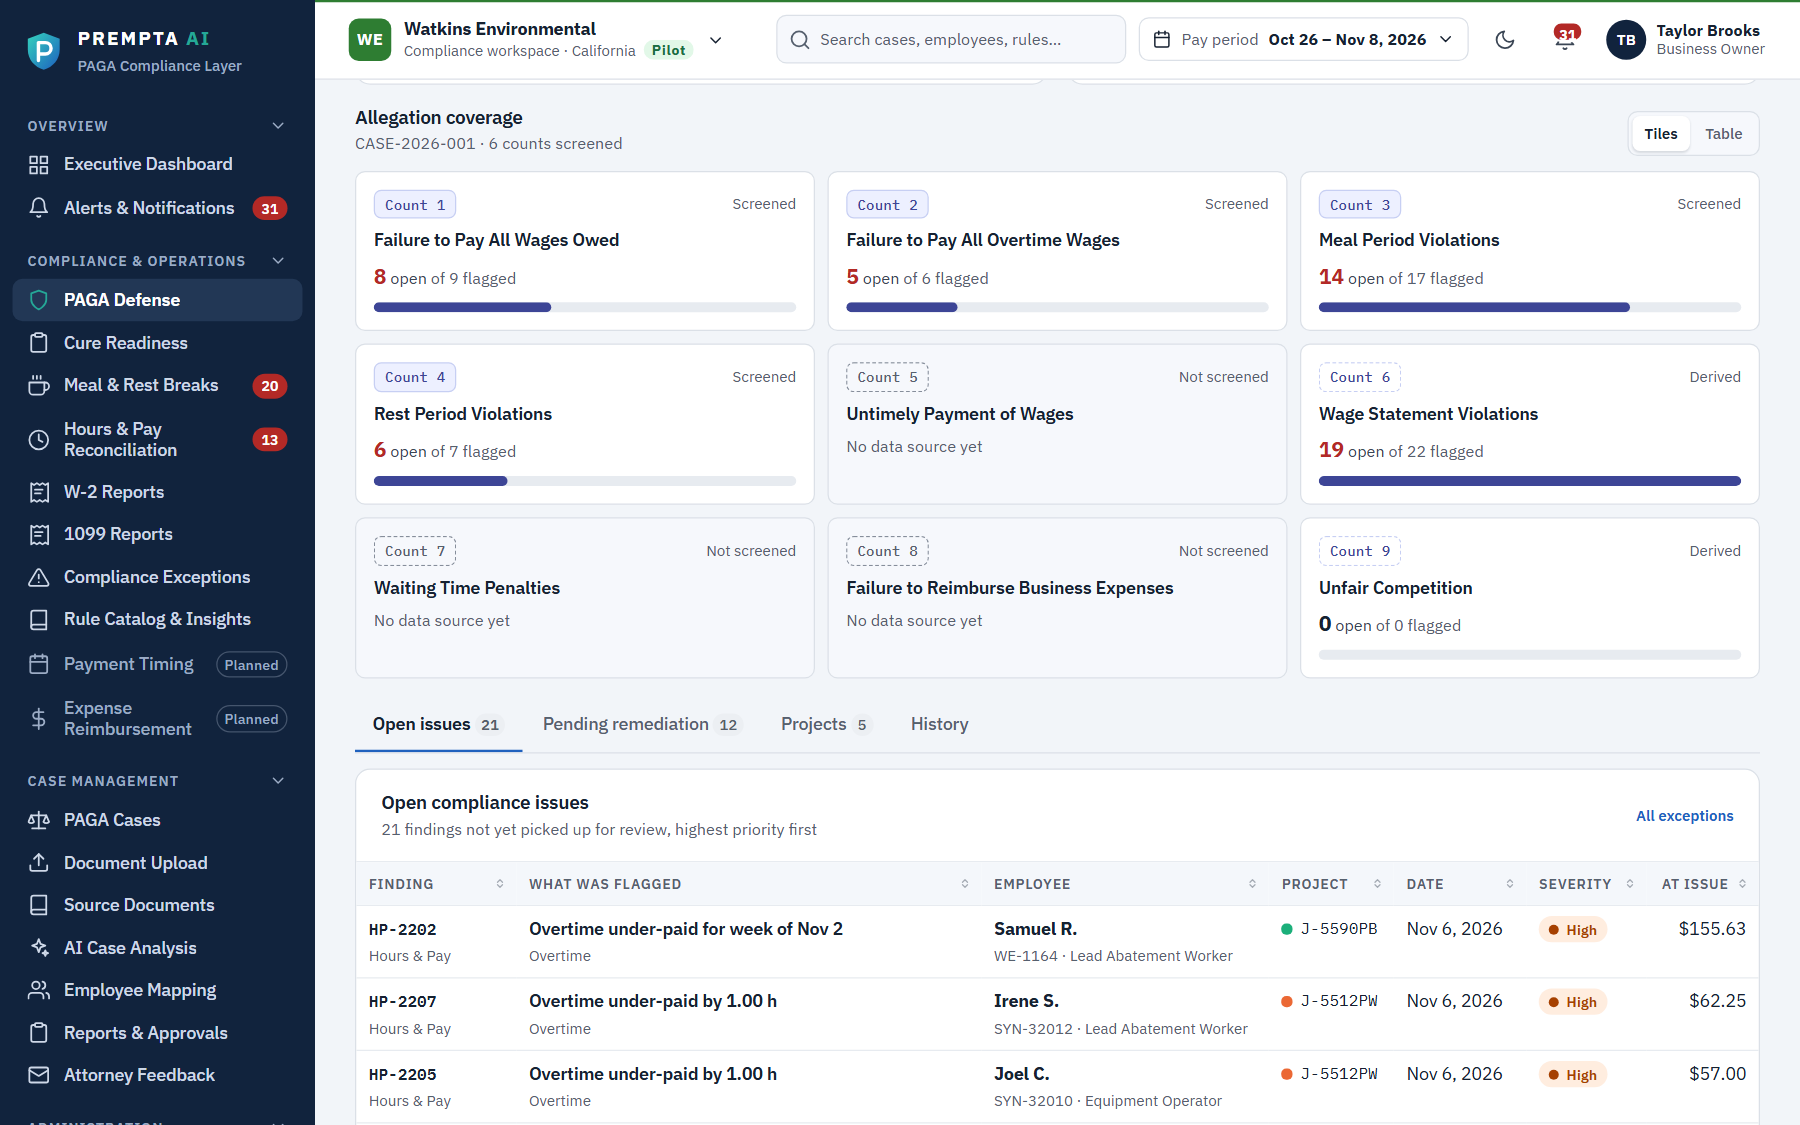 PREMPTA AI
PAGA Compliance Layer
OVERVIEW
Executive Dashboard
Alerts & Notifications 31
COMPLIANCE & OPERATIONS
PAGA Defense
Cure Readiness
Meal & Rest Breaks 20
Hours & Pay
Reconciliation 13
W-2 Reports
1099 Reports
Compliance Exceptions
Rule Catalog & Insights
Payment Timing Planned
Expense
Reimbursement Planned
CASE MANAGEMENT
PAGA Cases
Document Upload
Source Documents
AI Case Analysis
Employee Mapping
Reports & Approvals
Attorney Feedback
WE
Watkins Environmental
Compliance workspace · California Pilot
Search cases, employees, rules...
Pay period Oct 26 – Nov 8, 2026
31
TB
Taylor Brooks
Business Owner
Allegation coverage
CASE-2026-001 · 6 counts screened
Tiles Table
Count 1 Screened
Failure to Pay All Wages Owed
8 open of 9 flagged
Count 2 Screened
Failure to Pay All Overtime Wages
5 open of 6 flagged
Count 3 Screened
Meal Period Violations
14 open of 17 flagged
Count 4 Screened
Rest Period Violations
6 open of 7 flagged
Count 5 Not screened
Untimely Payment of Wages
No data source yet
Count 6 Derived
Wage Statement Violations
19 open of 22 flagged
Count 7 Not screened
Waiting Time Penalties
No data source yet
Count 8 Not screened
Failure to Reimburse Business Expenses
No data source yet
Count 9 Derived
Unfair Competition
0 open of 0 flagged
Open issues 21 Pending remediation 12 Projects 5 History
Open compliance issues
21 findings not yet picked up for review, highest priority first
All exceptions
FINDING WHAT WAS FLAGGED EMPLOYEE PROJECT DATE SEVERITY AT ISSUE
HP-2202 Overtime under-paid for week of Nov 2 Samuel R. J-5590PB Nov 6, 2026 High $155.63
Hours & Pay Overtime WE-1164 · Lead Abatement Worker
HP-2207 Overtime under-paid by 1.00 h Irene S. J-5512PW Nov 6, 2026 High $62.25
Hours & Pay Overtime SYN-32012 · Lead Abatement Worker
HP-2205 Overtime under-paid by 1.00 h Joel C. J-5512PW Nov 6, 2026 High $57.00
Hours & Pay Overtime SYN-32010 · Equipment Operator